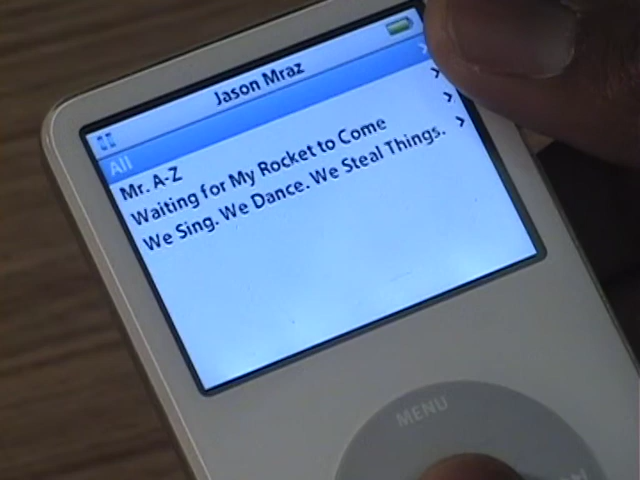 Jason Mraz
All
Mr. A-Z
Waiting for My Rocket to Come
We Sing. We Dance. We Steal Things.
MENU